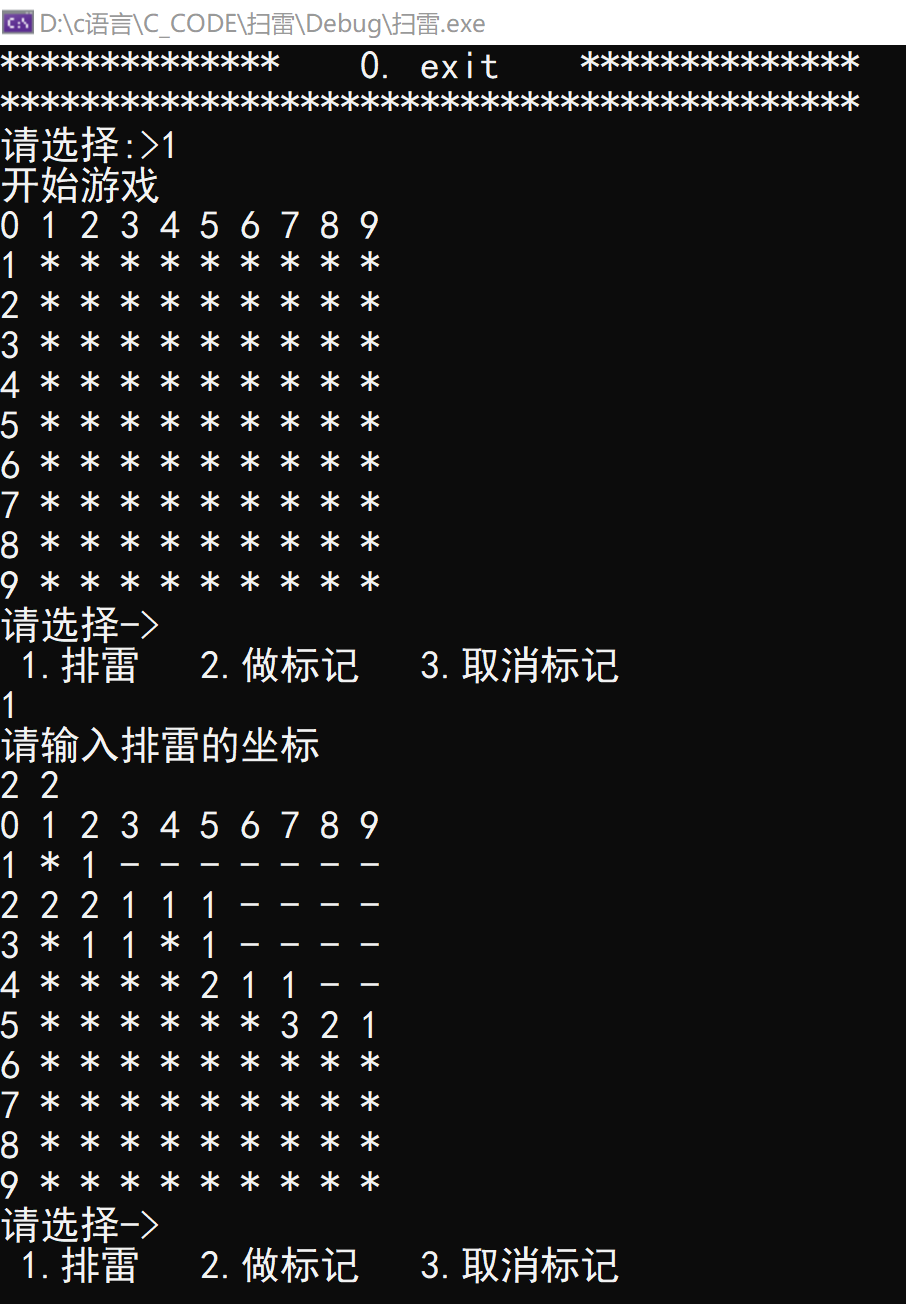 D:\c语言\C_CODE\扫雷\Debug\扫雷.exe
************** 0. exit **************
*******************************************
请选择:>1
开始游戏
0 1 2 3 4 5 6 7 8 9
1 * * * * * * * * *
2 * * * * * * * * *
3 * * * * * * * * *
4 * * * * * * * * *
5 * * * * * * * * *
6 * * * * * * * * *
7 * * * * * * * * *
8 * * * * * * * * *
9 * * * * * * * * *
请选择->
1.排雷 2.做标记 3.取消标记
1
请输入排雷的坐标
2 2
0 1 2 3 4 5 6 7 8 9
1 * 1 - - - - - - -
2 2 2 1 1 1 - - - -
3 * 1 1 * 1 - - - -
4 * * * * 2 1 1 - -
5 * * * * * * 3 2 1
6 * * * * * * * * *
7 * * * * * * * * *
8 * * * * * * * * *
9 * * * * * * * * *
请选择->
1.排雷 2.做标记 3.取消标记